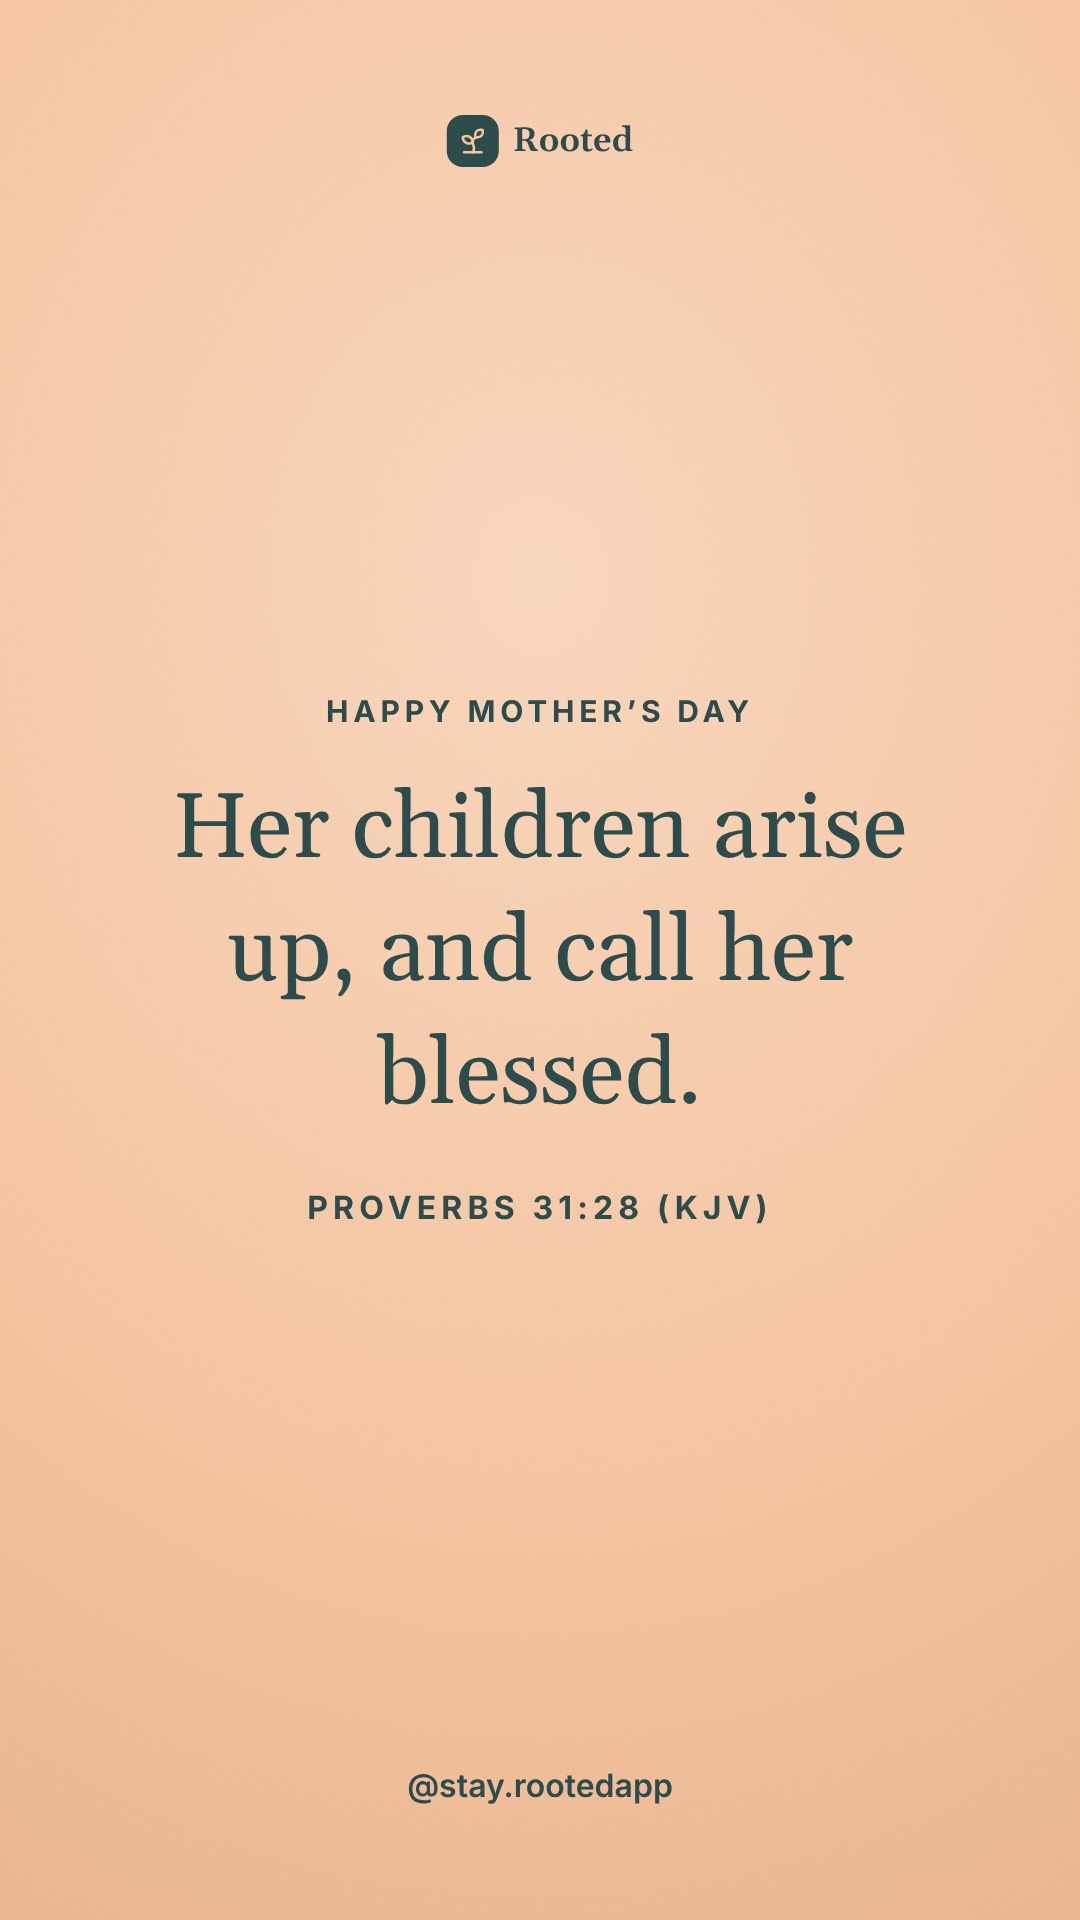 Rooted
HAPPY MOTHER’S DAY
Her children arise
up, and call her
blessed.
PROVERBS 31:28 (KJV)
@stay.rootedapp